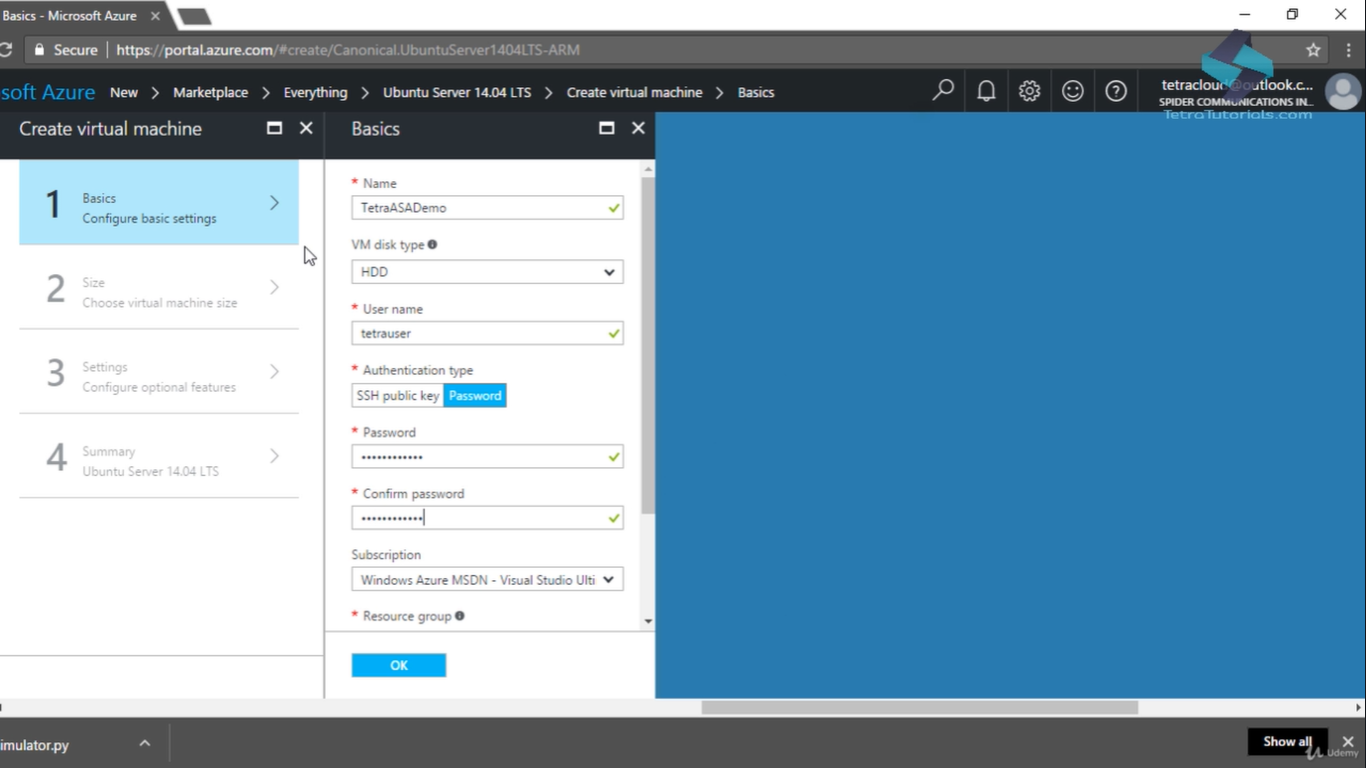 Basics - Microsoft Azure
Secure
https://portal.azure.com/#create/Canonical.UbuntuServer1404LTS-ARM
soft Azure New > Marketplace > Everything > Ubuntu Server 14.04 LTS > Create virtual machine > Basics
tetracloud@outlook.c...
SPIDER COMMUNICATIONS IN...
TetraTutorials.com
Create virtual machine
Basics
1
Basics
Configure basic settings
2
Size
Choose virtual machine size
3
Settings
Configure optional features
4
Summary
Ubuntu Server 14.04 LTS
* Name
TetraASADemo
VM disk type
HDD
* User name
tetrauser
* Authentication type
SSH public key Password
* Password
••••••••••••
* Confirm password
••••••••••••
Subscription
Windows Azure MSDN - Visual Studio Ulti
* Resource group
OK
imulator.py
Show all
Udemy